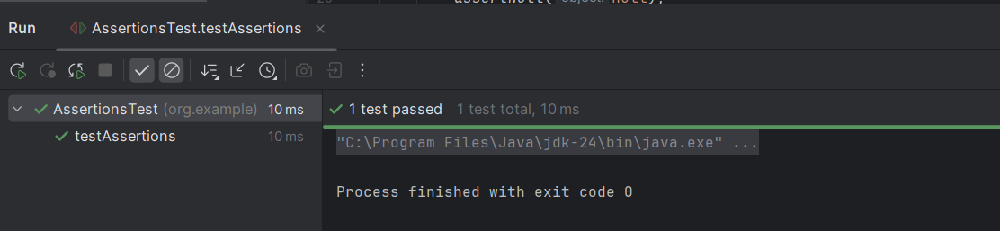 Run
AssertionsTest.testAssertions
AssertionsTest (org.example) 10 ms
testAssertions 10 ms
1 test passed 1 test total, 10 ms
"C:\Program Files\Java\jdk-24\bin\java.exe" ...
Process finished with exit code 0